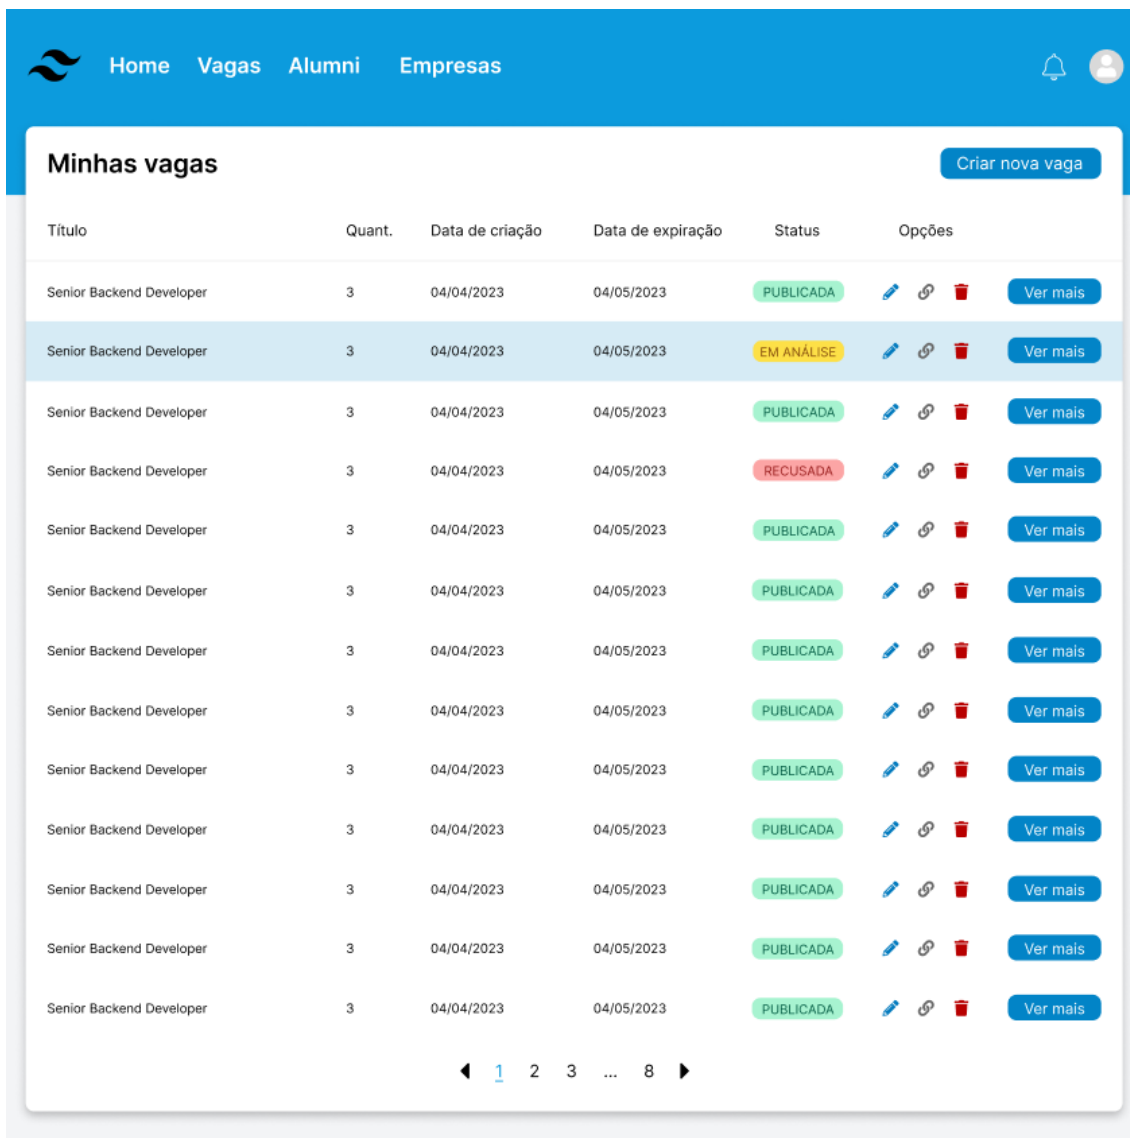 Home Vagas Alumni Empresas
Minhas vagas Criar nova vaga
Título Quant. Data de criação Data de expiração Status Opções
Senior Backend Developer 3 04/04/2023 04/05/2023 PUBLICADA Ver mais
Senior Backend Developer 3 04/04/2023 04/05/2023 EM ANÁLISE Ver mais
Senior Backend Developer 3 04/04/2023 04/05/2023 PUBLICADA Ver mais
Senior Backend Developer 3 04/04/2023 04/05/2023 RECUSADA Ver mais
Senior Backend Developer 3 04/04/2023 04/05/2023 PUBLICADA Ver mais
Senior Backend Developer 3 04/04/2023 04/05/2023 PUBLICADA Ver mais
Senior Backend Developer 3 04/04/2023 04/05/2023 PUBLICADA Ver mais
Senior Backend Developer 3 04/04/2023 04/05/2023 PUBLICADA Ver mais
Senior Backend Developer 3 04/04/2023 04/05/2023 PUBLICADA Ver mais
Senior Backend Developer 3 04/04/2023 04/05/2023 PUBLICADA Ver mais
Senior Backend Developer 3 04/04/2023 04/05/2023 PUBLICADA Ver mais
Senior Backend Developer 3 04/04/2023 04/05/2023 PUBLICADA Ver mais
Senior Backend Developer 3 04/04/2023 04/05/2023 PUBLICADA Ver mais
1 2 3 ... 8